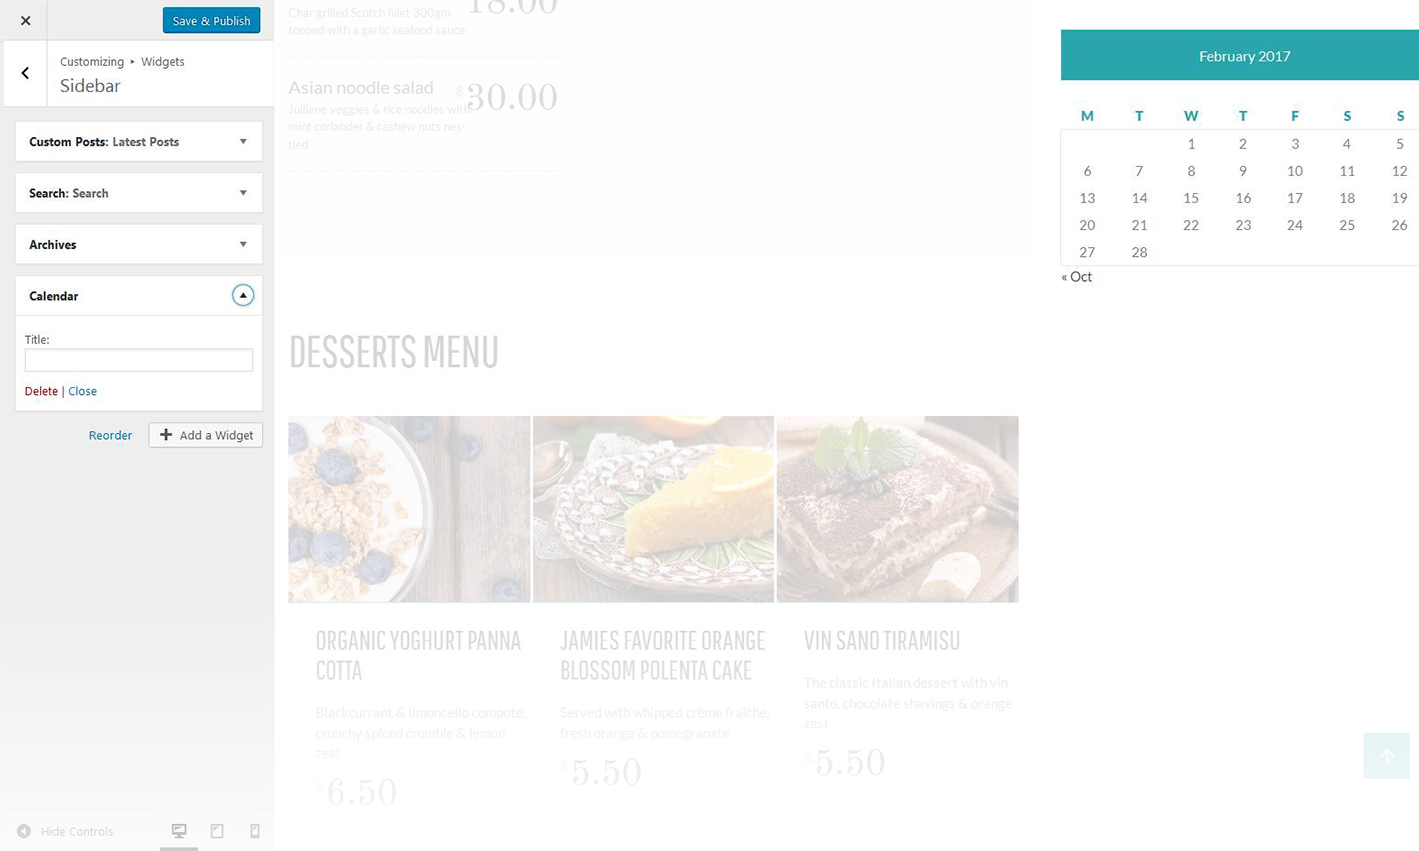 Save & Publish
Customizing ▸ Widgets
Sidebar
Custom Posts: Latest Posts
Search: Search
Archives
Calendar
Title:
Delete | Close
Reorder
Add a Widget
Hide Controls
18.00
Char grilled Scotch fillet 300gm
topped with a garlic seafood sauce
Asian noodle salad
$30.00
Juliene veggies & rice noodles with
mint coriander & cashew nuts nes-
tled
DESSERTS MENU
ORGANIC YOGHURT PANNA
COTTA
Blackcurrant & limoncello compote,
crunchy spiced crumble & lemon
zest
$6.50
JAMIES FAVORITE ORANGE
BLOSSOM POLENTA CAKE
Served with whipped crème fraîche,
fresh orange & pomegranate
$5.50
VIN SANO TIRAMISU
The classic Italian dessert with vin
santo, chocolate shavings & orange
zest
$5.50
February 2017
M T W T F S S
1 2 3 4 5
6 7 8 9 10 11 12
13 14 15 16 17 18 19
20 21 22 23 24 25 26
27 28
« Oct